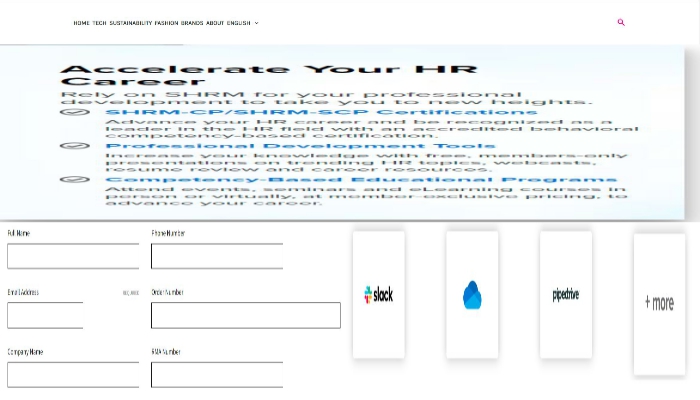 HOME TECH SUSTAINABILITY FASHION BRANDS ABOUT ENGLISH
Accelerate Your HR
Career
Rely on SHRM for your professional
development to take you to new heights.
SHRM-CP/SHRM-SCP Certifications
Advance your HR career and be recognized as a
leader in the HR field with an accredited behavioral
competency-based certification.
Professional Development Tools
Increase your knowledge with free, members-only
presentations on trending HR topics, webcasts,
resume review and career resources.
Competency-Based Educational Programs
Attend events, seminars and eLearning courses in
person or virtually, at member-exclusive pricing, to
advance your career.
Full Name
Phone Number
Email Address
Order Number
Company Name
RMA Number
slack
pipedrive
+ more